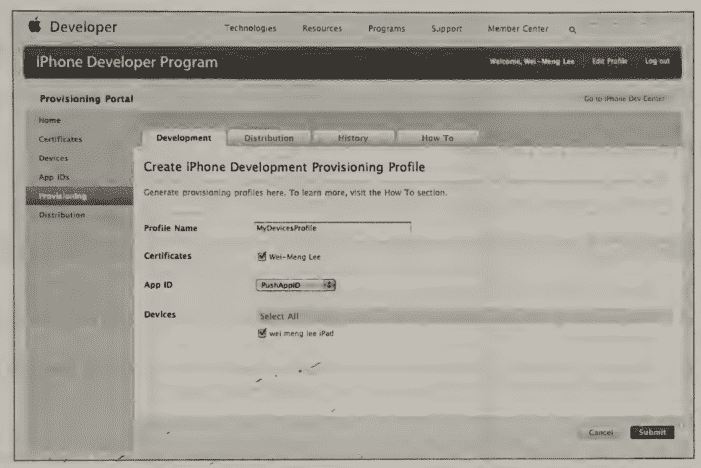 Developer
Technologies Resources Programs Support Member Center
iPhone Developer Program
Welcome, Wei-Meng Lee Edit Profile Log out
Provisioning Portal
Go to iPhone Dev Center
Home
Certificates
Devices
App IDs
Provisioning
Distribution
Development Distribution History How To
Create iPhone Development Provisioning Profile
Generate provisioning profiles here. To learn more, visit the How To section.
Profile Name MyDevicesProfile
Certificates Wei-Meng Lee
App ID PushAppID
Devices Select All
wei meng lee iPad
Cancel Submit